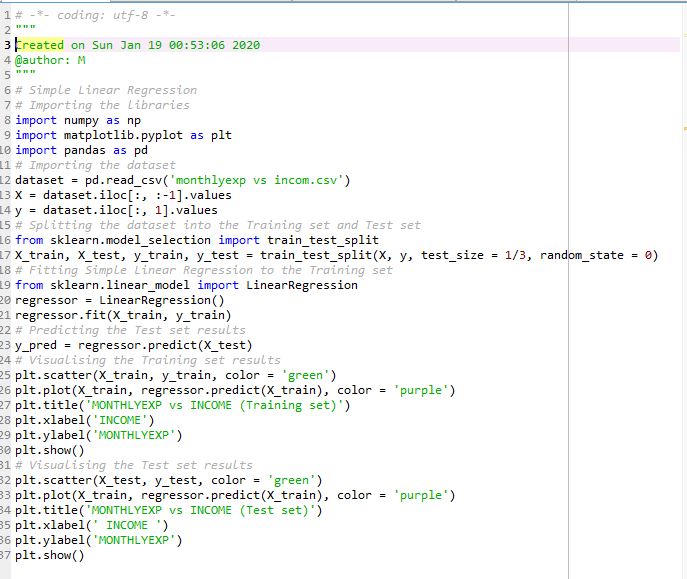 1 # -*- coding: utf-8 -*-
2 """
3 Created on Sun Jan 19 00:53:06 2020
4 @author: M
5 """
6 # Simple Linear Regression
7 # Importing the libraries
8 import numpy as np
9 import matplotlib.pyplot as plt
10 import pandas as pd
11 # Importing the dataset
12 dataset = pd.read_csv('monthlyexp vs incom.csv')
13 X = dataset.iloc[:, :-1].values
14 y = dataset.iloc[:, 1].values
15 # Splitting the dataset into the Training set and Test set
16 from sklearn.model_selection import train_test_split
17 X_train, X_test, y_train, y_test = train_test_split(X, y, test_size = 1/3, random_state = 0)
18 # Fitting Simple Linear Regression to the Training set
19 from sklearn.linear_model import LinearRegression
20 regressor = LinearRegression()
21 regressor.fit(X_train, y_train)
22 # Predicting the Test set results
23 y_pred = regressor.predict(X_test)
24 # Visualising the Training set results
25 plt.scatter(X_train, y_train, color = 'green')
26 plt.plot(X_train, regressor.predict(X_train), color = 'purple')
27 plt.title('MONTHLYEXP vs INCOME (Training set)')
28 plt.xlabel('INCOME')
29 plt.ylabel('MONTHLYEXP')
30 plt.show()
31 # Visualising the Test set results
32 plt.scatter(X_test, y_test, color = 'green')
33 plt.plot(X_train, regressor.predict(X_train), color = 'purple')
34 plt.title('MONTHLYEXP vs INCOME (Test set)')
35 plt.xlabel(' INCOME ')
36 plt.ylabel('MONTHLYEXP')
37 plt.show()